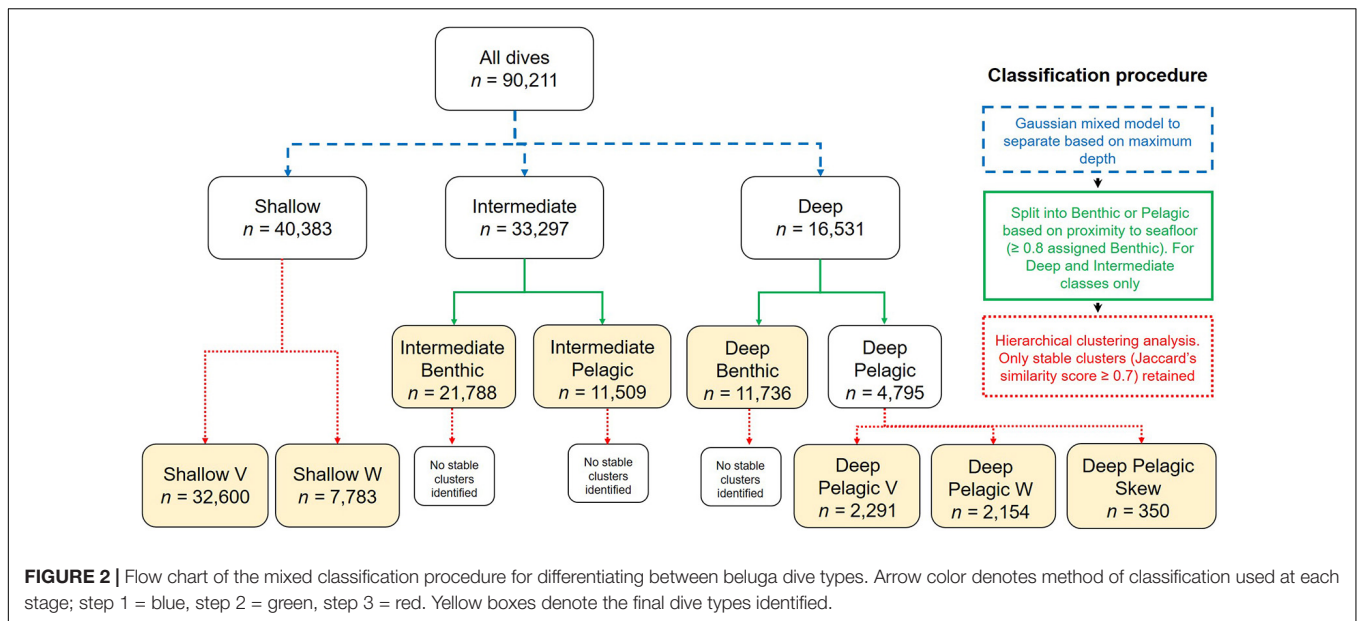 All dives
n = 90,211
Classification procedure
Gaussian mixed model to
separate based on maximum
depth
Shallow
n = 40,383
Intermediate
n = 33,297
Deep
n = 16,531
Split into Benthic or Pelagic
based on proximity to seafloor
(≥ 0.8 assigned Benthic). For
Deep and Intermediate
classes only
Intermediate
Benthic
n = 21,788
Intermediate
Pelagic
n = 11,509
Deep
Benthic
n = 11,736
Deep
Pelagic
n = 4,795
Hierarchical clustering analysis.
Only stable clusters (Jaccard's
similarity score ≥ 0.7) retained
Shallow V
n = 32,600
Shallow W
n = 7,783
No stable
clusters
identified
No stable
clusters
identified
No stable
clusters
identified
Deep
Pelagic V
n = 2,291
Deep
Pelagic W
n = 2,154
Deep Pelagic
Skew
n = 350
FIGURE 2 | Flow chart of the mixed classification procedure for differentiating between beluga dive types. Arrow color denotes method of classification used at each
stage; step 1 = blue, step 2 = green, step 3 = red. Yellow boxes denote the final dive types identified.